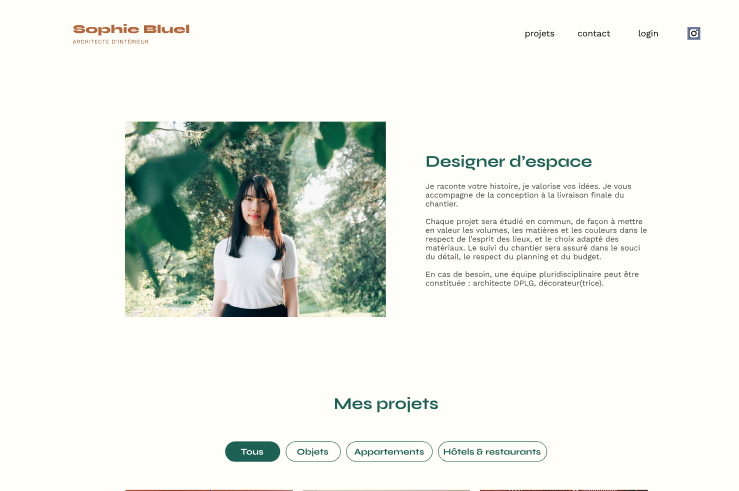 Sophie Bluel
ARCHITECTE D'INTÉRIEUR
projets contact login
Designer d'espace
Je raconte votre histoire, je valorise vos idées. Je vous
accompagne de la conception à la livraison finale du
chantier.
Chaque projet sera étudié en commun, de façon à mettre
en valeur les volumes, les matières et les couleurs dans le
respect de l'esprit des lieux, et le choix adapté des
matériaux. Le suivi du chantier sera assuré dans le souci
du détail, le respect du planning et du budget.
En cas de besoin, une équipe pluridisciplinaire peut être
constituée : architecte DPLG, décorateur(trice).
Mes projets
Tous Objets Appartements Hôtels & restaurants